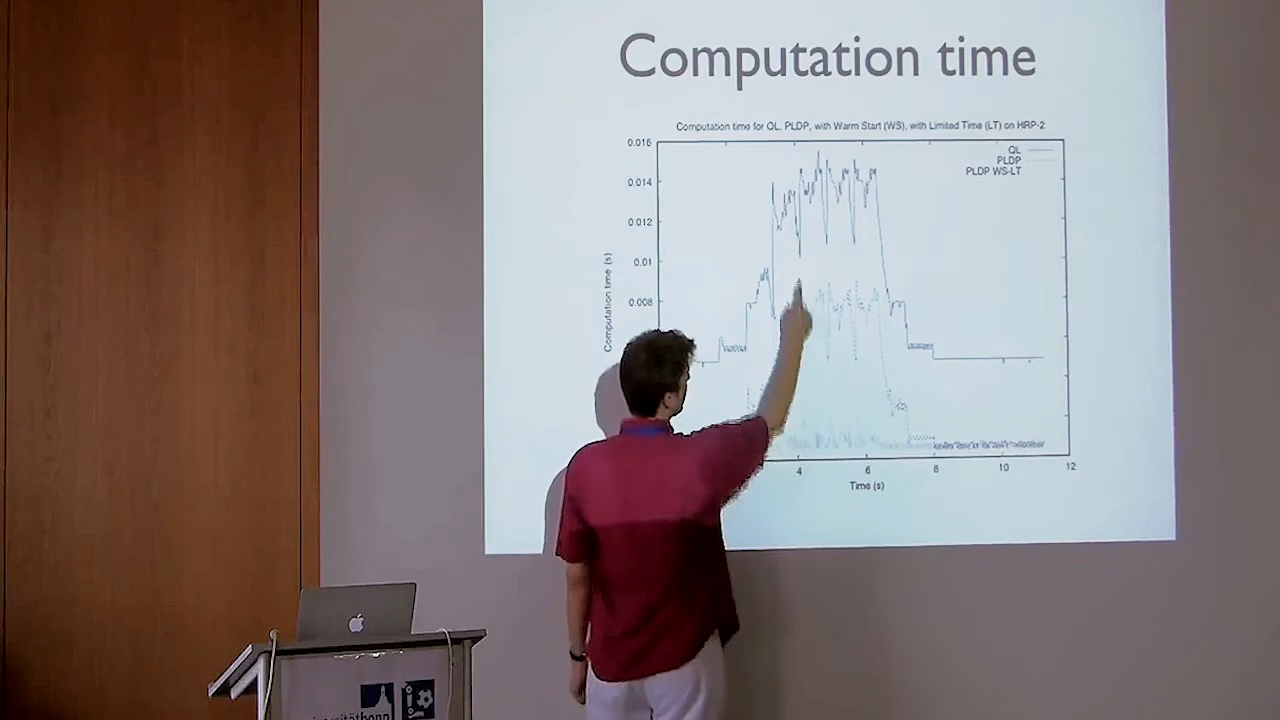 Computation time
Computation time for QL, PLDP, with Warm Start (WS), with Limited Time (LT) on HRP-2
QL
PLDP
PLDP WS-LT
0.016
0.014
0.012
0.01
0.008
Computation time (s)
4
6
8
10
12
Time (s)